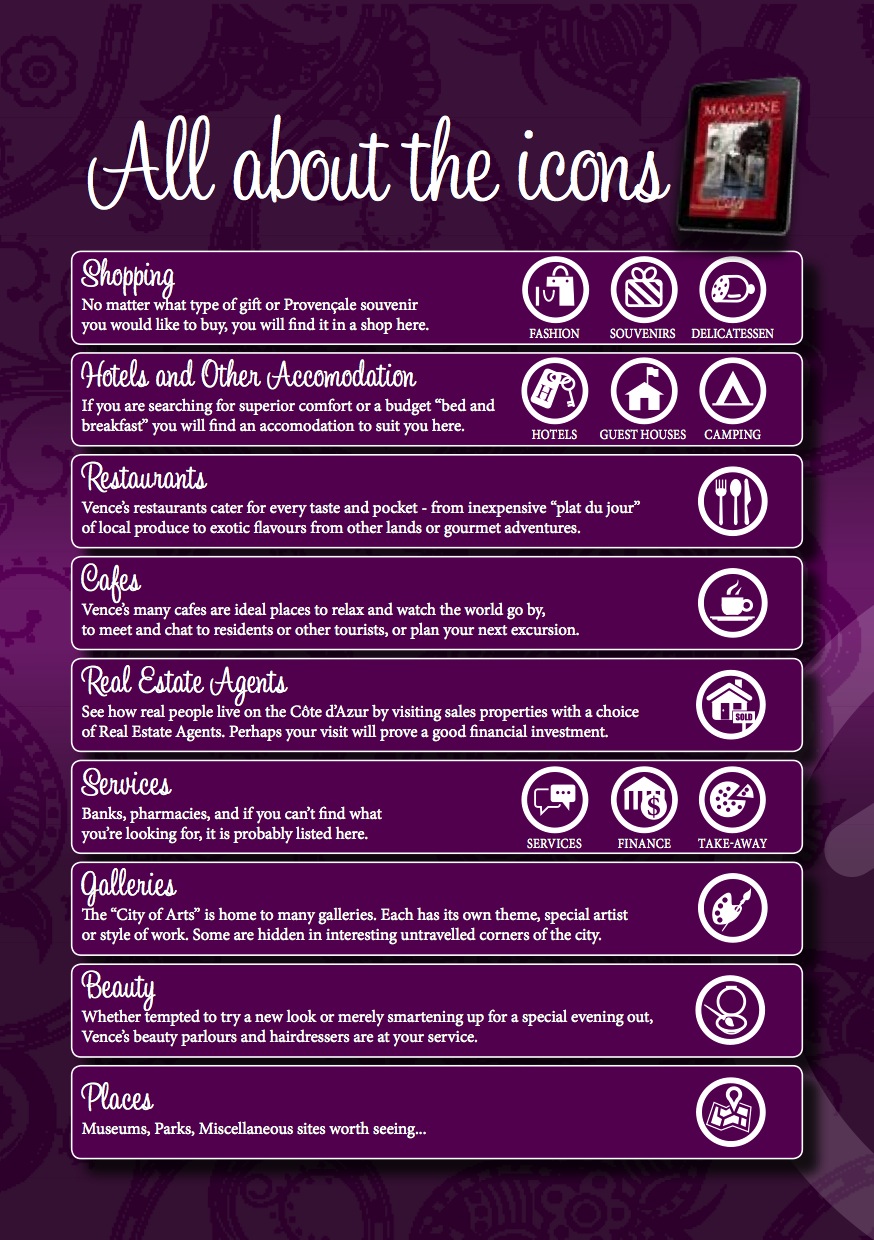 All about the icons
MAGAZINE
Shopping
No matter what type of gift or Provençale souvenir
you would like to buy, you will find it in a shop here.
FASHION SOUVENIRS DELICATESSEN
Hotels and Other Accomodation
H
If you are searching for superior comfort or a budget “bed and
breakfast” you will find an accomodation to suit you here.
HOTELS GUEST HOUSES CAMPING
Restaurants
Vence’s restaurants cater for every taste and pocket - from inexpensive “plat du jour”
of local produce to exotic flavours from other lands or gourmet adventures.
Cafes
Vence’s many cafes are ideal places to relax and watch the world go by,
to meet and chat to residents or other tourists, or plan your next excursion.
Real Estate Agents
See how real people live on the Côte d’Azur by visiting sales properties with a choice
of Real Estate Agents. Perhaps your visit will prove a good financial investment.
SOLD
Services
Banks, pharmacies, and if you can’t find what
you’re looking for, it is probably listed here.
$
SERVICES FINANCE TAKE-AWAY
Galleries
The “City of Arts” is home to many galleries. Each has its own theme, special artist
or style of work. Some are hidden in interesting untravelled corners of the city.
Beauty
Whether tempted to try a new look or merely smartening up for a special evening out,
Vence’s beauty parlours and hairdressers are at your service.
Places
Museums, Parks, Miscellaneous sites worth seeing...